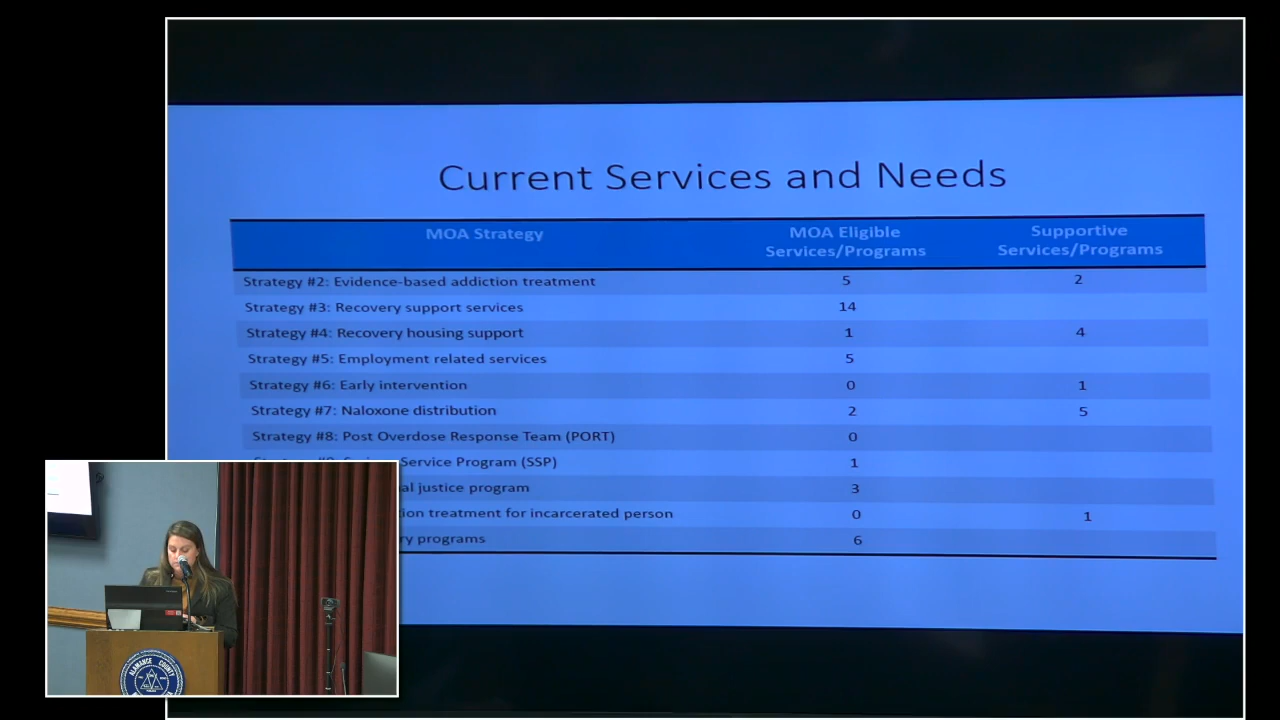 Current Services and Needs
MOA Strategy MOA Eligible Services/Programs Supportive Services/Programs
Strategy #2: Evidence-based addiction treatment 5 2
Strategy #3: Recovery support services 14
Strategy #4: Recovery housing support 1 4
Strategy #5: Employment related services 5
Strategy #6: Early intervention 0 1
Strategy #7: Naloxone distribution 2 5
Strategy #8: Post Overdose Response Team (PORT) 0
Service Program (SSP) 1
justice program 3
treatment for incarcerated person 0 1
programs 6
ALAMANCE COUNTY